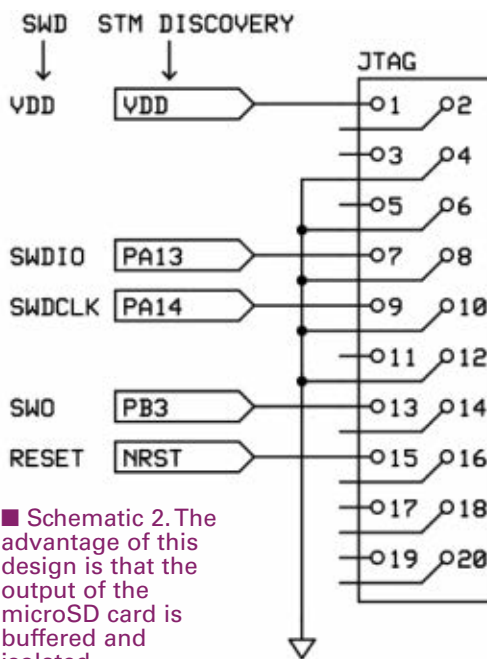 SWD STM DISCOVERY
JTAG
VDD VDD 1 2
3 4
5 6
SWDIO PA13 7 8
SWDCLK PA14 9 10
11 12
SWO PB3 13 14
RESET NRST 15 16
17 18
19 20
■ Schematic 2. The
advantage of this
design is that the
output of the
microSD card is
buffered and
isolated